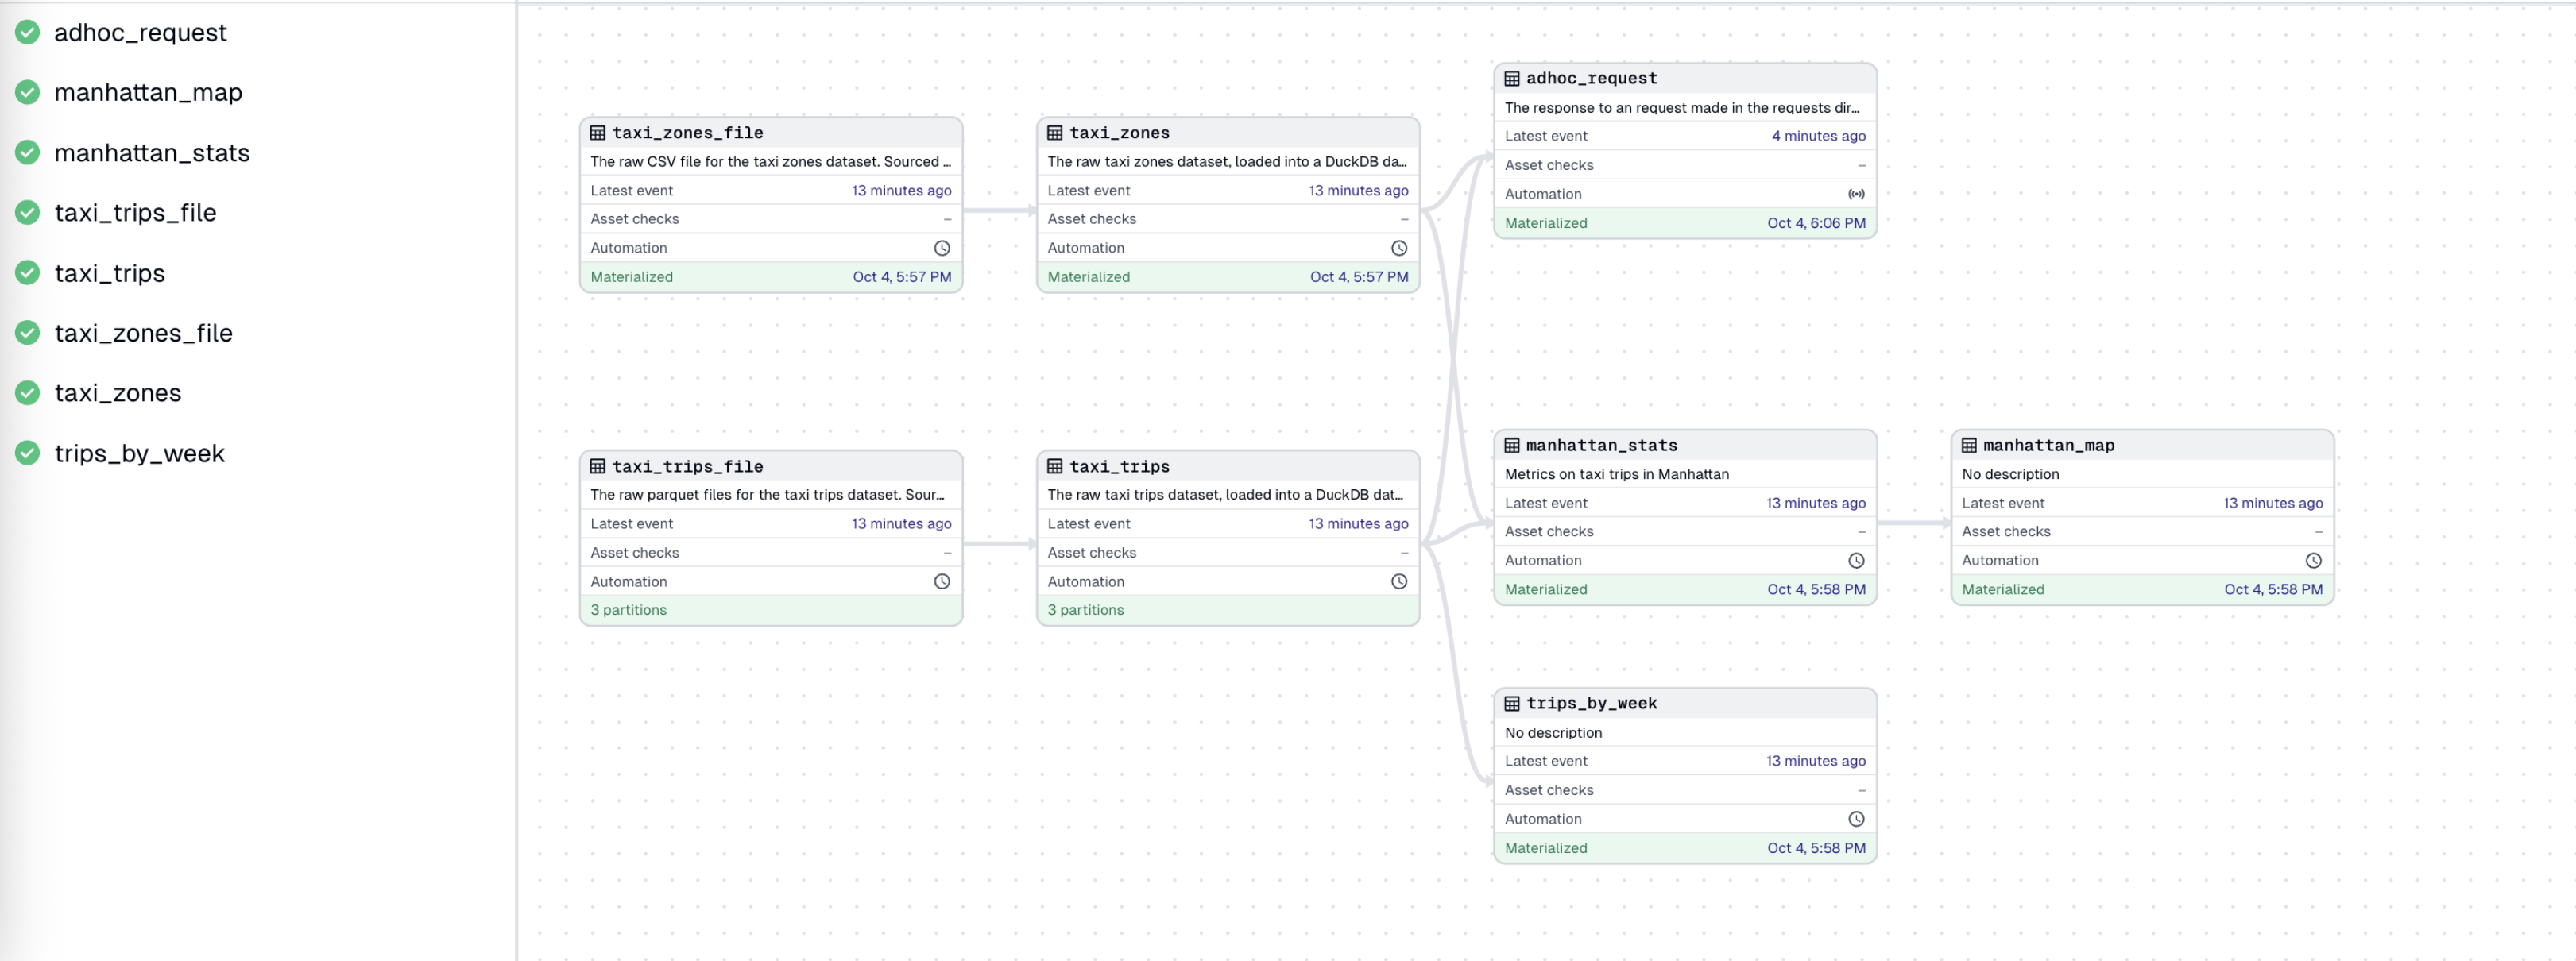 adhoc_request
manhattan_map
manhattan_stats
taxi_trips_file
taxi_trips
taxi_zones_file
taxi_zones
trips_by_week
taxi_zones_file
The raw CSV file for the taxi zones dataset. Sourced ...
Latest event 13 minutes ago
Asset checks –
Automation
Materialized Oct 4, 5:57 PM
taxi_zones
The raw taxi zones dataset, loaded into a DuckDB da...
Latest event 13 minutes ago
Asset checks –
Automation
Materialized Oct 4, 5:57 PM
adhoc_request
The response to an request made in the requests dir...
Latest event 4 minutes ago
Asset checks –
Automation
Materialized Oct 4, 6:06 PM
taxi_trips_file
The raw parquet files for the taxi trips dataset. Sour...
Latest event 13 minutes ago
Asset checks –
Automation
3 partitions
taxi_trips
The raw taxi trips dataset, loaded into a DuckDB dat...
Latest event 13 minutes ago
Asset checks –
Automation
3 partitions
manhattan_stats
Metrics on taxi trips in Manhattan
Latest event 13 minutes ago
Asset checks –
Automation
Materialized Oct 4, 5:58 PM
manhattan_map
No description
Latest event 13 minutes ago
Asset checks –
Automation
Materialized Oct 4, 5:58 PM
trips_by_week
No description
Latest event 13 minutes ago
Asset checks –
Automation
Materialized Oct 4, 5:58 PM